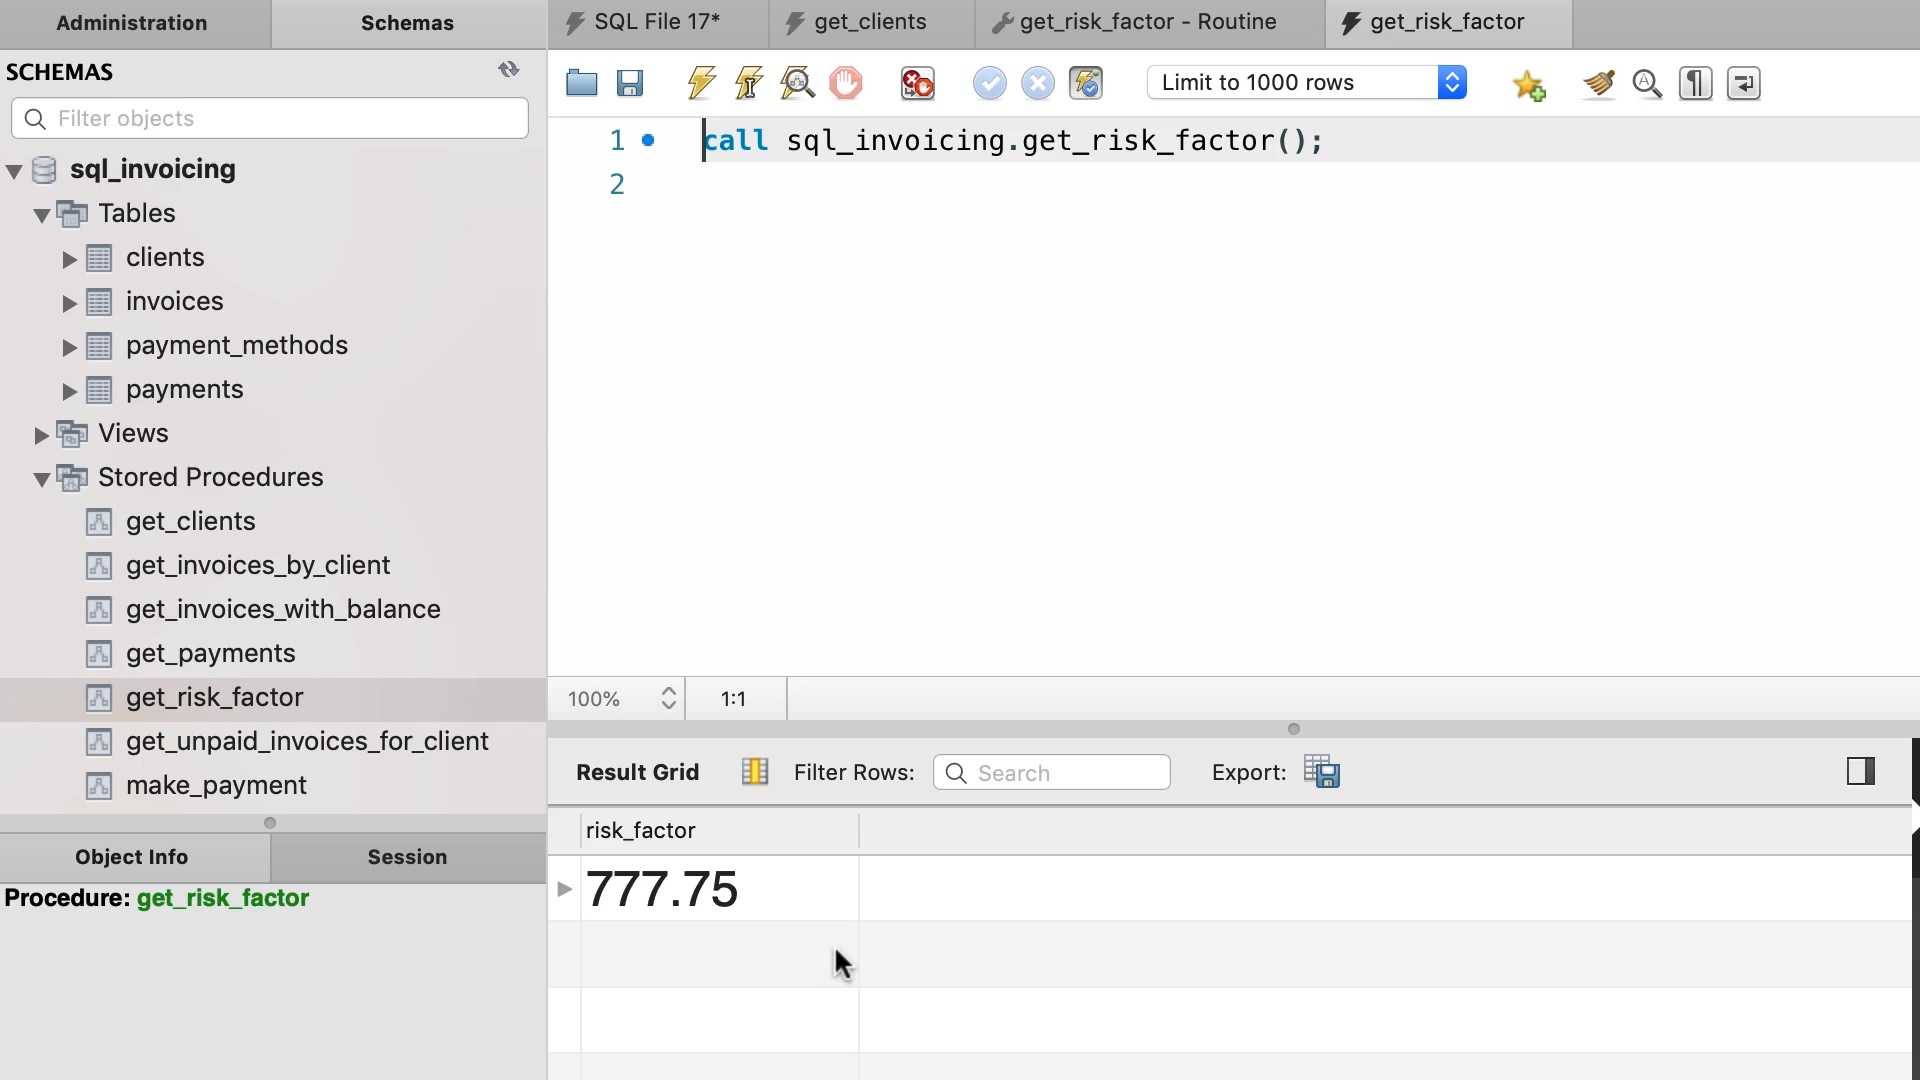 Administration
Schemas
SQL File 17*
get_clients
get_risk_factor - Routine
get_risk_factor
SCHEMAS
Filter objects
Limit to 1000 rows
1 call sql_invoicing.get_risk_factor();
2
sql_invoicing
Tables
clients
invoices
payment_methods
payments
Views
Stored Procedures
get_clients
get_invoices_by_client
get_invoices_with_balance
get_payments
get_risk_factor
get_unpaid_invoices_for_client
make_payment
100%
1:1
Result Grid
Filter Rows:
Search
Export:
risk_factor
777.75
Object Info
Session
Procedure: get_risk_factor